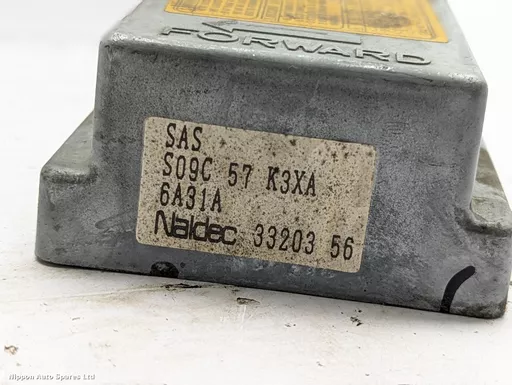 FORWARD
SAS
S09C 57 K3XA
6A31A
Naldec 33203 56
Nippon Auto Spares Ltd